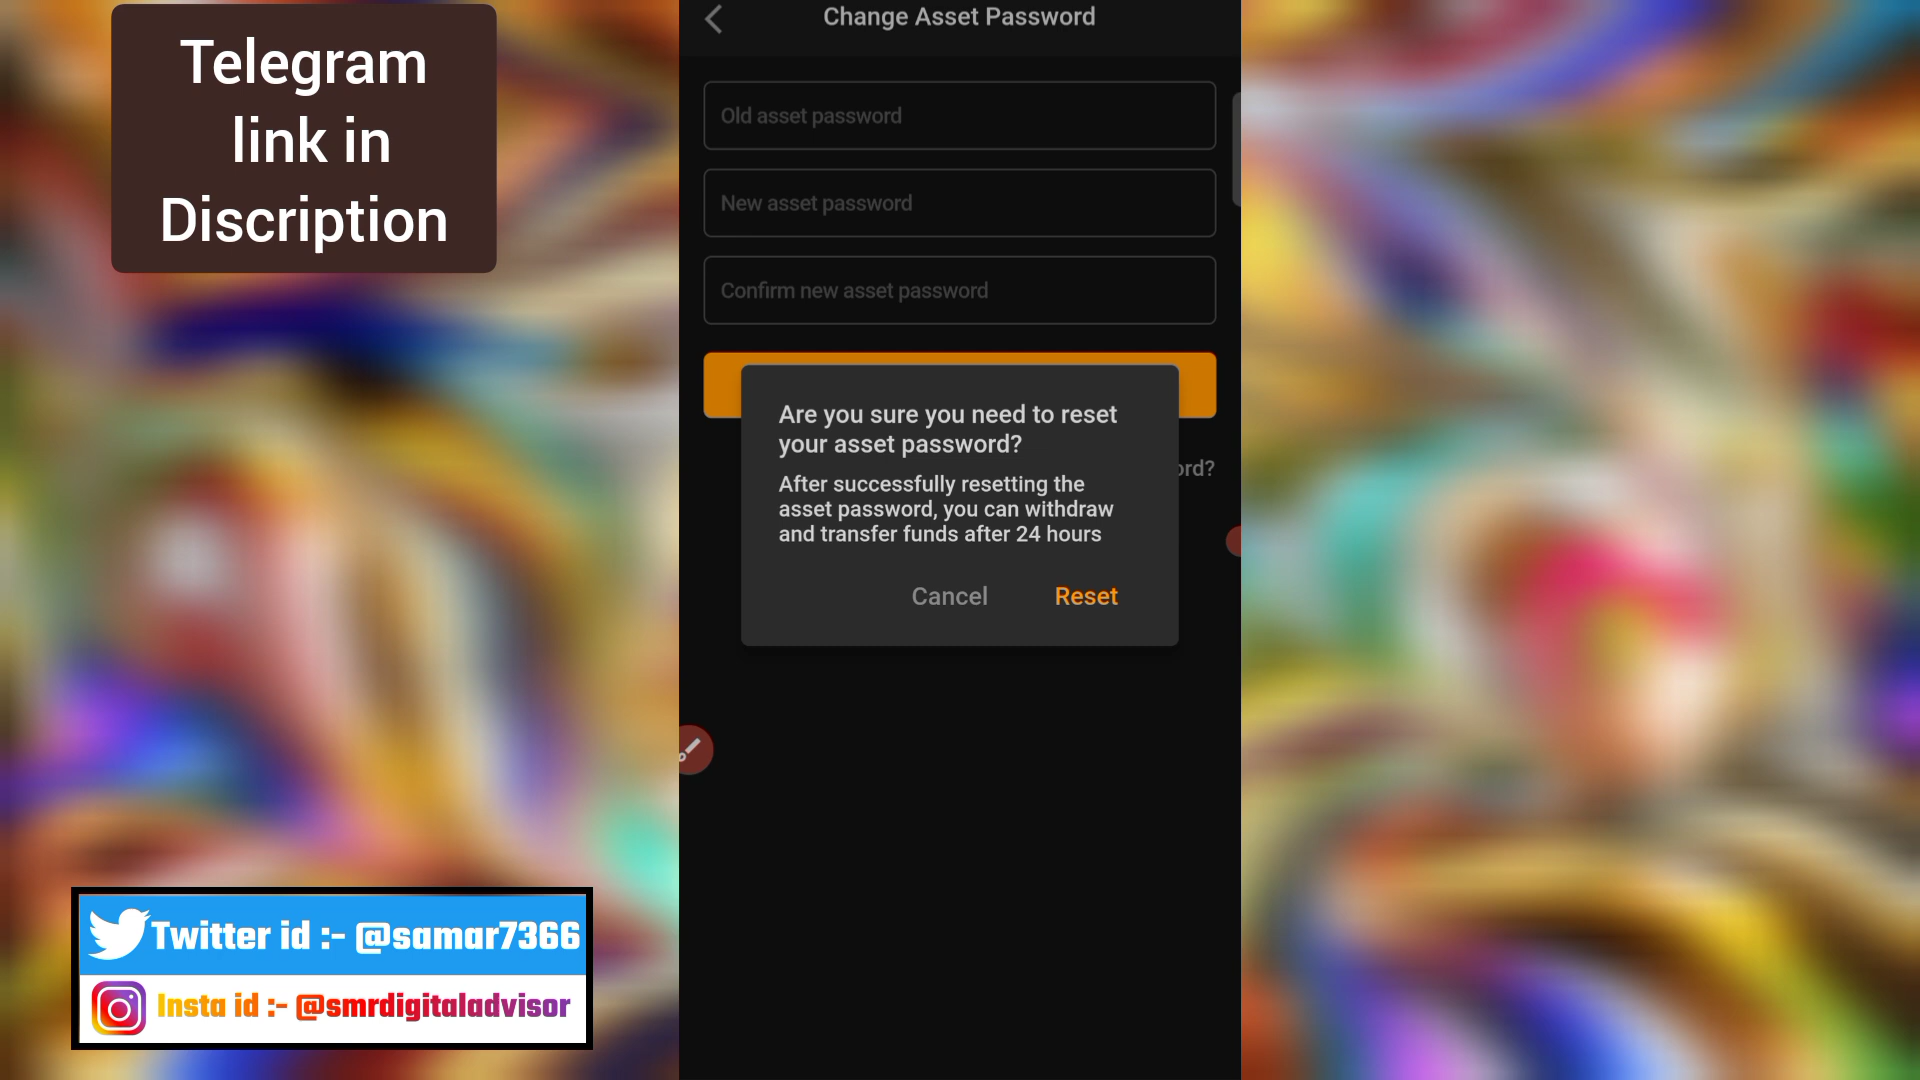 Telegram
link in
Discription
Change Asset Password
Old asset password
New asset password
Confirm new asset password
Are you sure you need to reset
your asset password?
After successfully resetting the
asset password, you can withdraw
and transfer funds after 24 hours
Cancel
Reset
Twitter id :- @samar7366
Insta id :- @smrdigitaladvisor